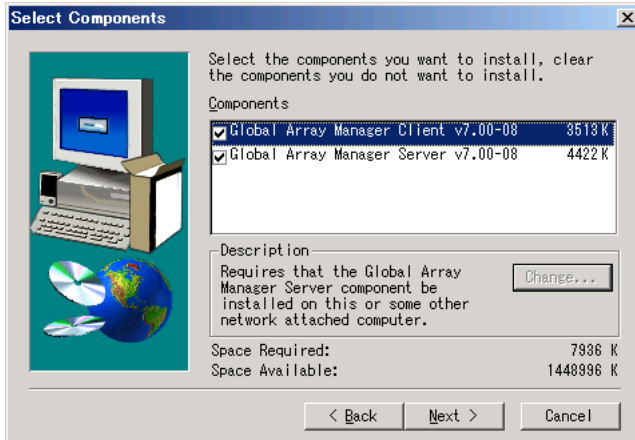 Select Components
Select the components you want to install, clear
the components you do not want to install.
Components
Global Array Manager Client v7.00-08 3513 K
Global Array Manager Server v7.00-08 4422 K
Description
Requires that the Global Array
Manager Server component be
installed on this or some other
network attached computer.
Change...
Space Required: 7936 K
Space Available: 1448996 K
< Back Next > Cancel